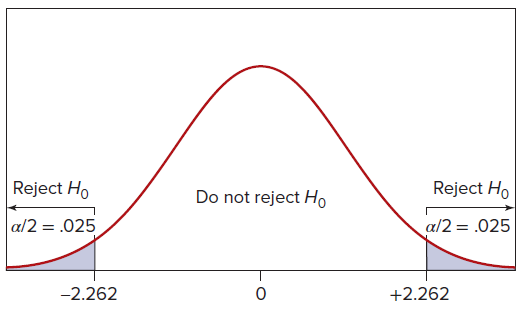 Reject H0
α/2 = .025
Do not reject H0
Reject H0
α/2 = .025
−2.262
0
+2.262